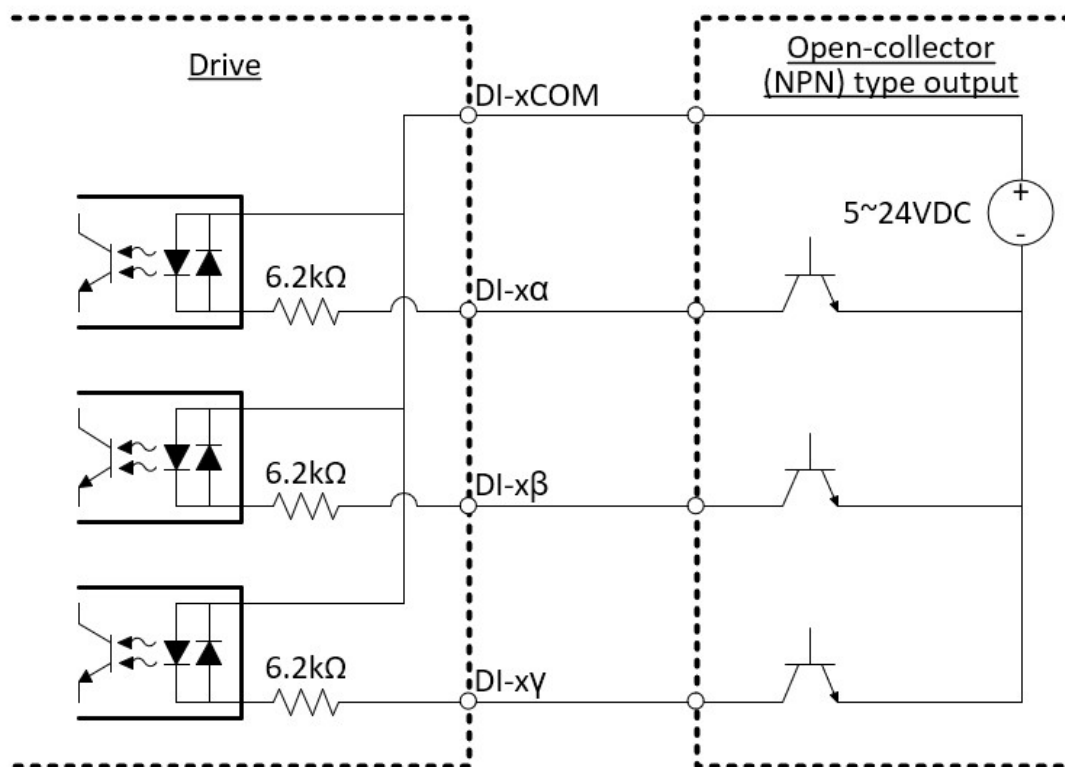 Drive
Open-collector
(NPN) type output
DI-xCOM
5~24VDC
+
-
6.2kΩ
DI-xα
6.2kΩ
DI-xβ
6.2kΩ
DI-xγ